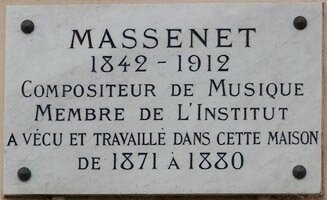 MASSENET
1842 - 1912
COMPOSITEUR DE MUSIQUE
MEMBRE DE L'INSTITUT
A VÉCU ET TRAVAILLÉ DANS CETTE MAISON
DE 1871 À 1880